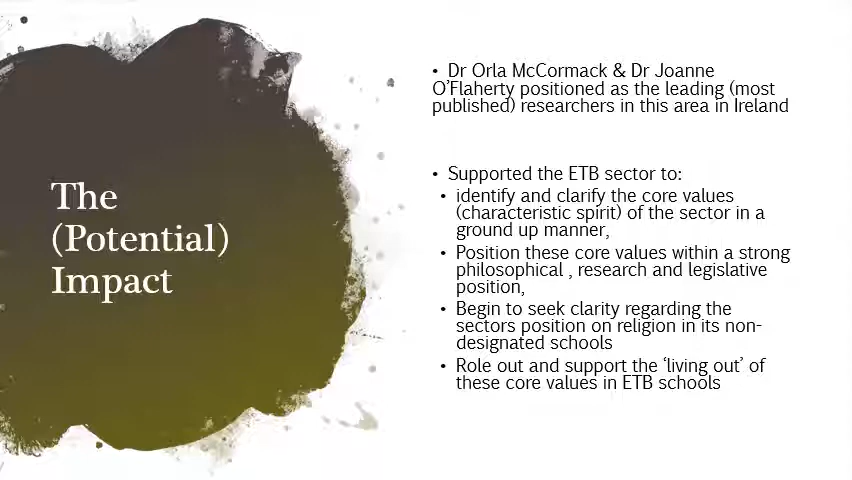 The
(Potential)
Impact
• Dr Orla McCormack & Dr Joanne
O'Flaherty positioned as the leading (most
published) researchers in this area in Ireland
• Supported the ETB sector to:
• identify and clarify the core values
(characteristic spirit) of the sector in a
ground up manner,
• Position these core values within a strong
philosophical , research and legislative
position,
• Begin to seek clarity regarding the
sectors position on religion in its non-
designated schools
• Role out and support the ‘living out’ of
these core values in ETB schools